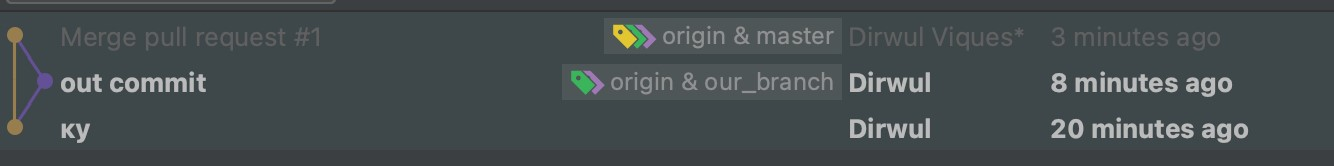 Merge pull request #1 origin & master Dirwul Viques* 3 minutes ago
out commit origin & our_branch Dirwul 8 minutes ago
ку Dirwul 20 minutes ago